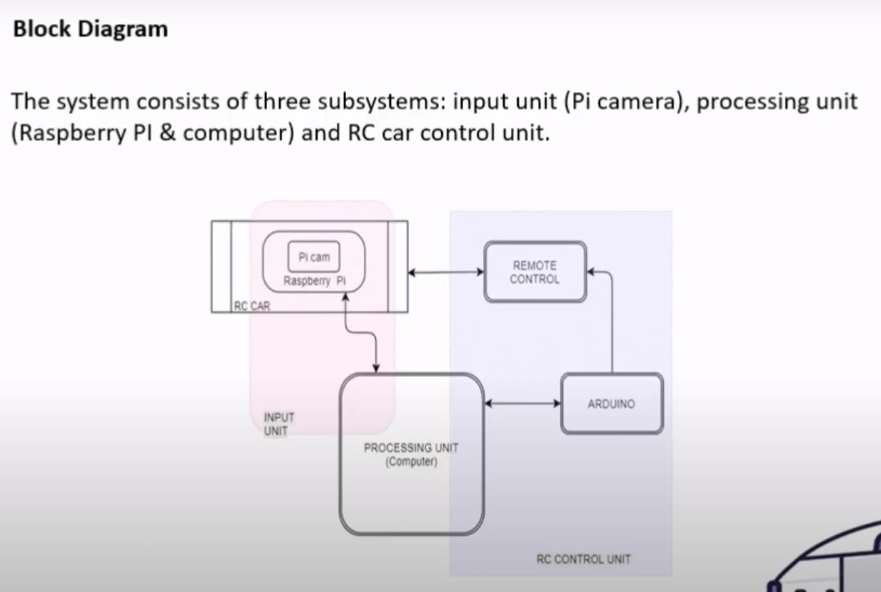 Block Diagram
The system consists of three subsystems: input unit (Pi camera), processing unit
(Raspberry PI & computer) and RC car control unit.
Pi cam
Raspberry Pi
RC CAR
REMOTE
CONTROL
ARDUINO
INPUT
UNIT
PROCESSING UNIT
(Computer)
RC CONTROL UNIT